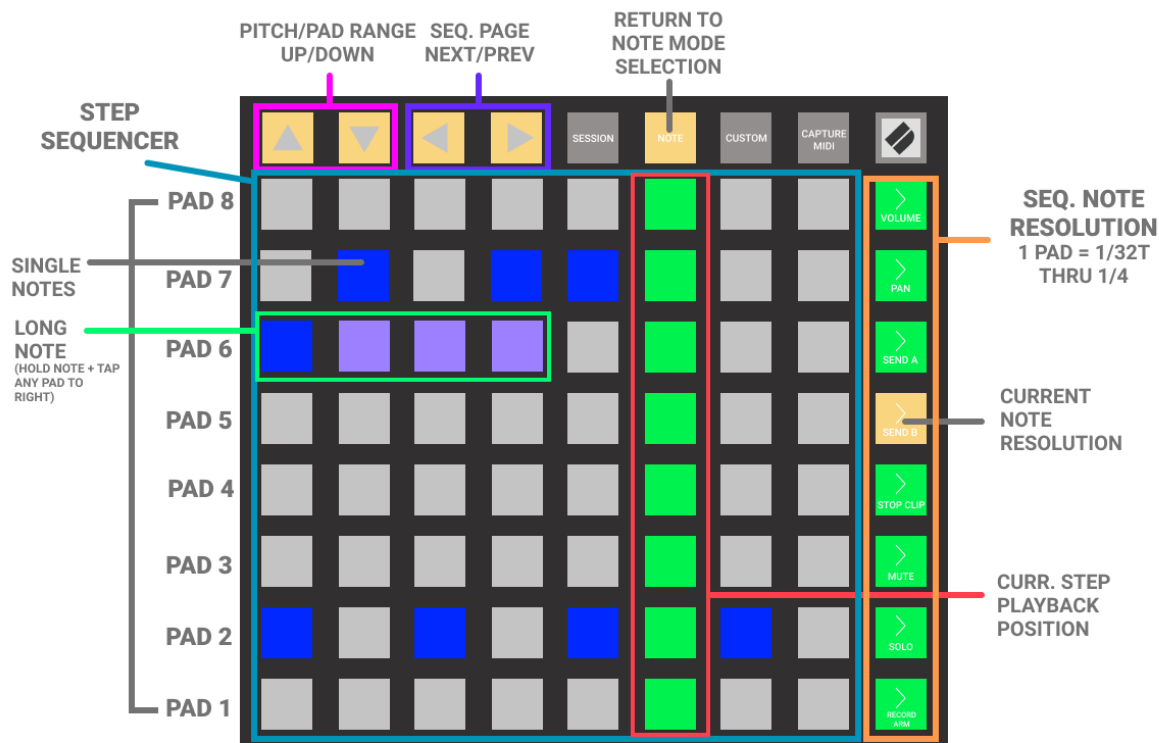 PITCH/PAD RANGE
UP/DOWN
SEQ. PAGE
NEXT/PREV
RETURN TO
NOTE MODE
SELECTION
STEP
SEQUENCER
SESSION
NOTE
CUSTOM
CAPTURE
MIDI
PAD 8
VOLUME
SEQ. NOTE
RESOLUTION
1 PAD = 1/32T
THRU 1/4
SINGLE
NOTES
PAD 7
PAN
LONG
NOTE
(HOLD NOTE + TAP
ANY PAD TO
RIGHT)
PAD 6
SEND A
PAD 5
SEND B
CURRENT
NOTE
RESOLUTION
PAD 4
STOP CLIP
PAD 3
MUTE
CURR. STEP
PLAYBACK
POSITION
PAD 2
SOLO
PAD 1
RECORD
ARM